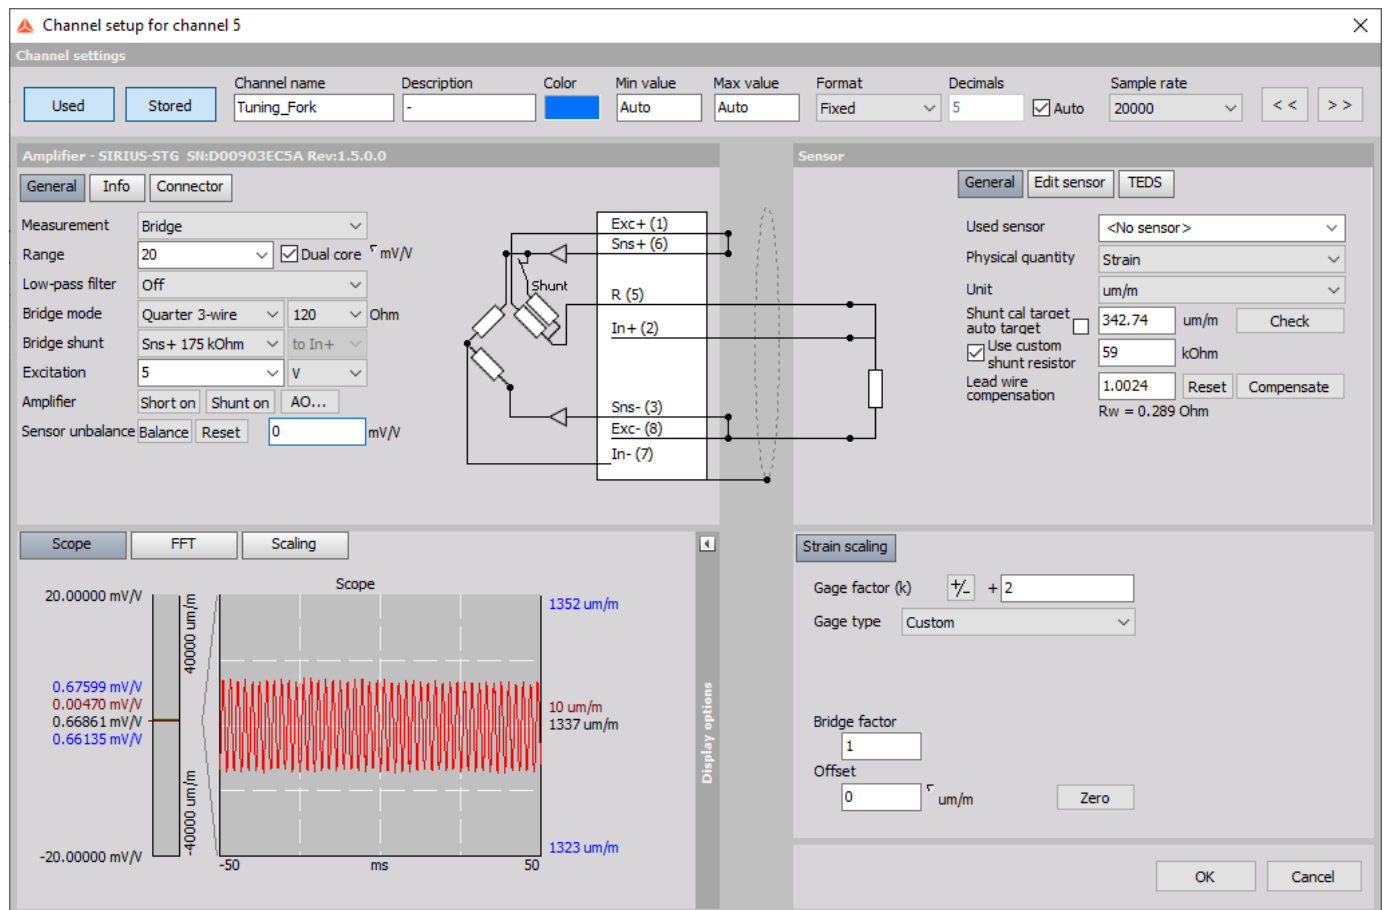 Channel setup for channel 5
Channel settings
Used
Stored
Channel name
Tuning_Fork
Description
-
Color
Min value
Auto
Max value
Auto
Format
Fixed
Decimals
5
Auto
Sample rate
20000
< <
> >
Amplifier - SIRIUS-STG SN:D00903EC5A Rev:1.5.0.0
General
Info
Connector
Measurement
Bridge
Range
20
Dual core
mV/V
Low-pass filter
Off
Bridge mode
Quarter 3-wire
120
Ohm
Bridge shunt
Sns+ 175 kOhm
to In+
Excitation
5
V
Amplifier
Short on
Shunt on
AO...
Sensor unbalance
Balance
Reset
0
mV/V
Exc+ (1)
Sns+ (6)
Shunt
R (5)
In+ (2)
Sns- (3)
Exc- (8)
In- (7)
Sensor
General
Edit sensor
TEDS
Used sensor
<No sensor>
Physical quantity
Strain
Unit
um/m
Shunt cal target
auto target
342.74
um/m
Check
Use custom
shunt resistor
59
kOhm
Lead wire
compensation
1.0024
Reset
Compensate
Rw = 0.289 Ohm
Scope
FFT
Scaling
Scope
20.00000 mV/V
40000 um/m
1352 um/m
0.67599 mV/V
0.00470 mV/V
0.66861 mV/V
0.66135 mV/V
10 um/m
1337 um/m
-40000 um/m
-20.00000 mV/V
1323 um/m
-50
ms
50
Display options
Strain scaling
Gage factor (k)
+/-
+
2
Gage type
Custom
Bridge factor
1
Offset
0
um/m
Zero
OK
Cancel